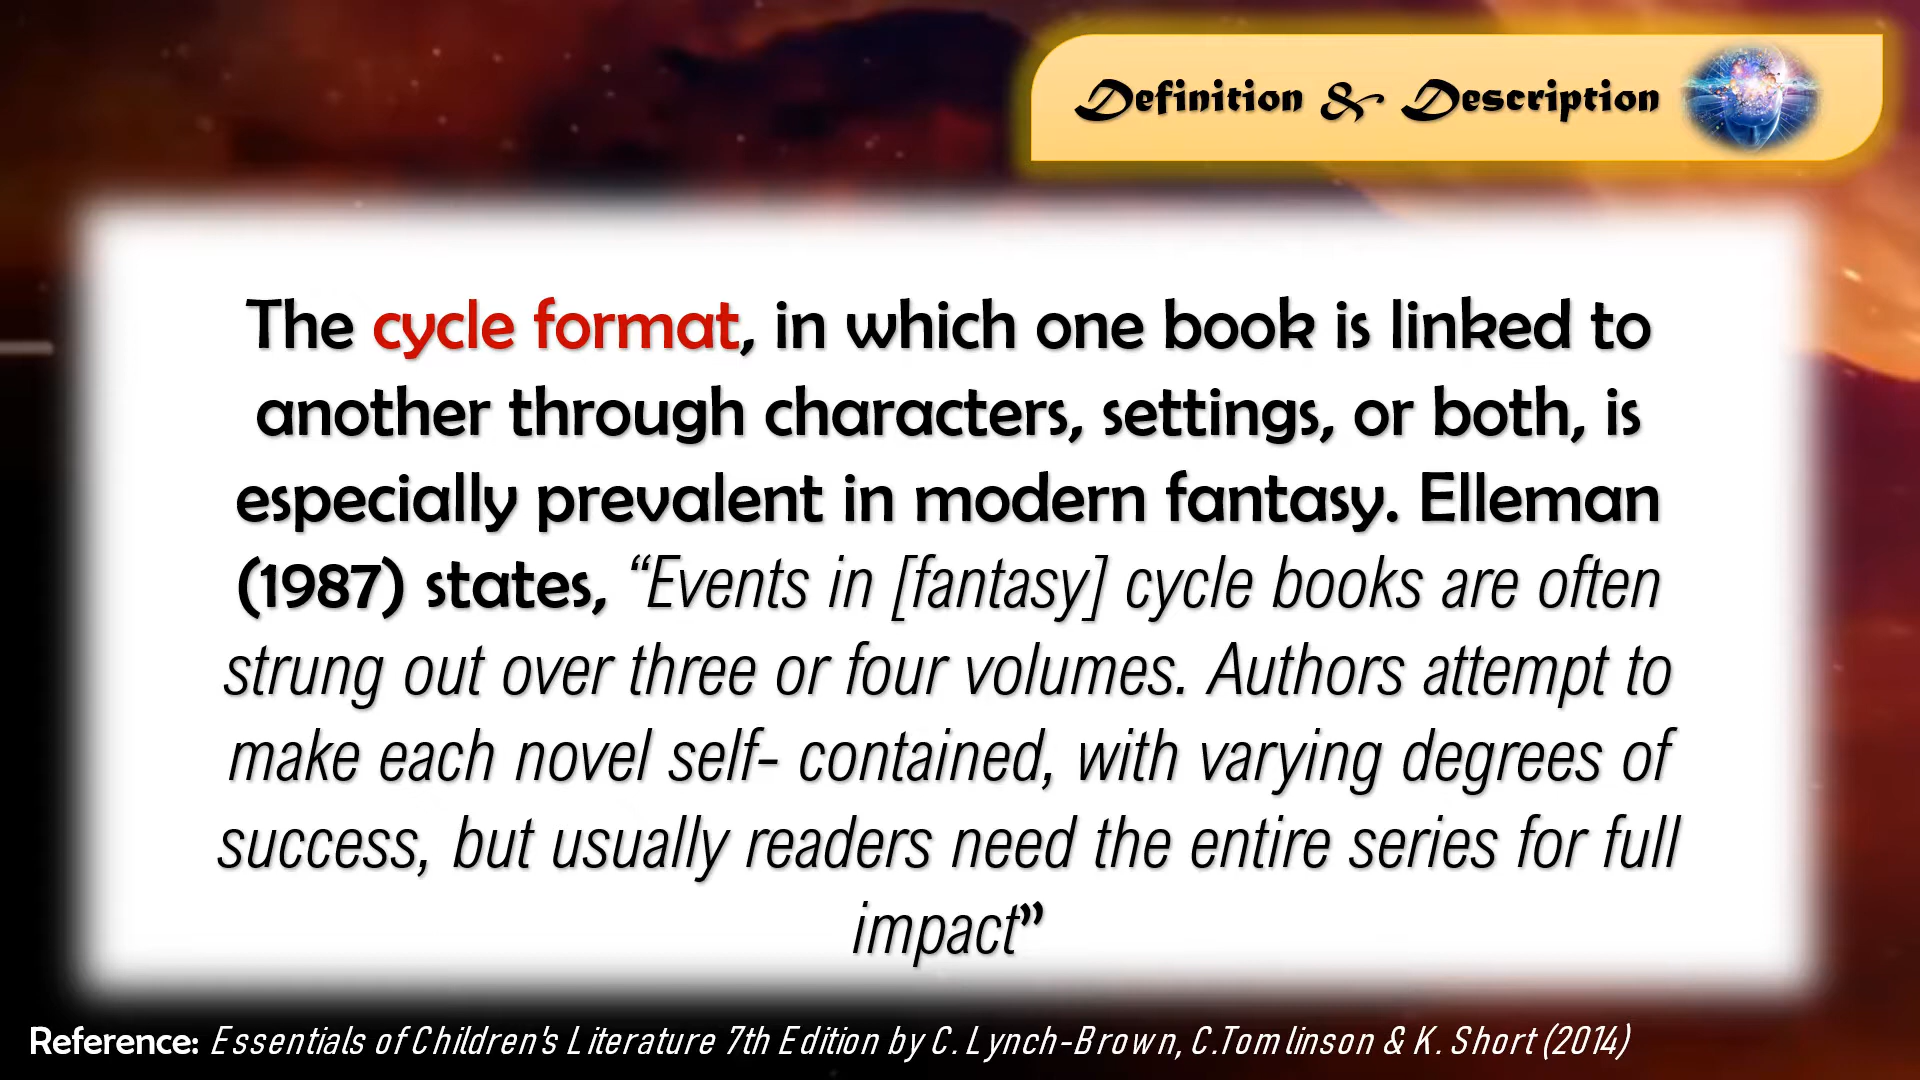 Definition & Description
The cycle format, in which one book is linked to
another through characters, settings, or both, is
especially prevalent in modern fantasy. Elleman
(1987) states, “Events in [fantasy] cycle books are often
strung out over three or four volumes. Authors attempt to
make each novel self- contained, with varying degrees of
success, but usually readers need the entire series for full
impact”
Reference: Essentials of Children's Literature 7th Edition by C. Lynch-Brown, C.Tomlinson & K. Short (2014)